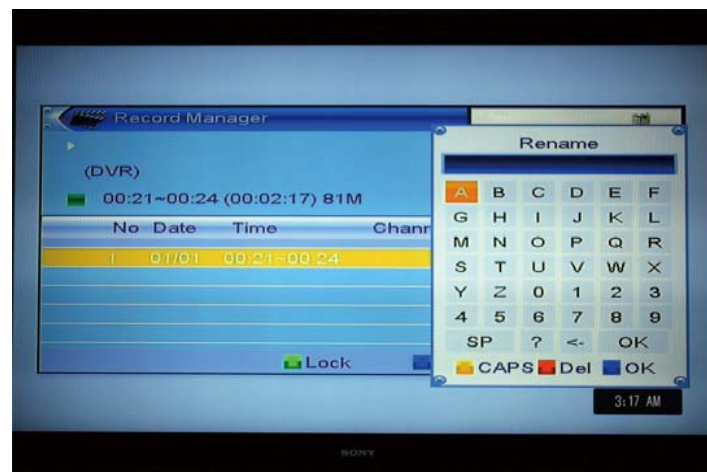 Record Manager
(DVR)
00:21~00:24 (00:02:17) 81M
No Date Time Chann
1 01/01 00:21~00:24
Lock
Rename
A B C D E F
G H I J K L
M N O P Q R
S T U V W X
Y Z 0 1 2 3
4 5 6 7 8 9
SP ? <- OK
CAPS Del OK
3:17 AM
SONY